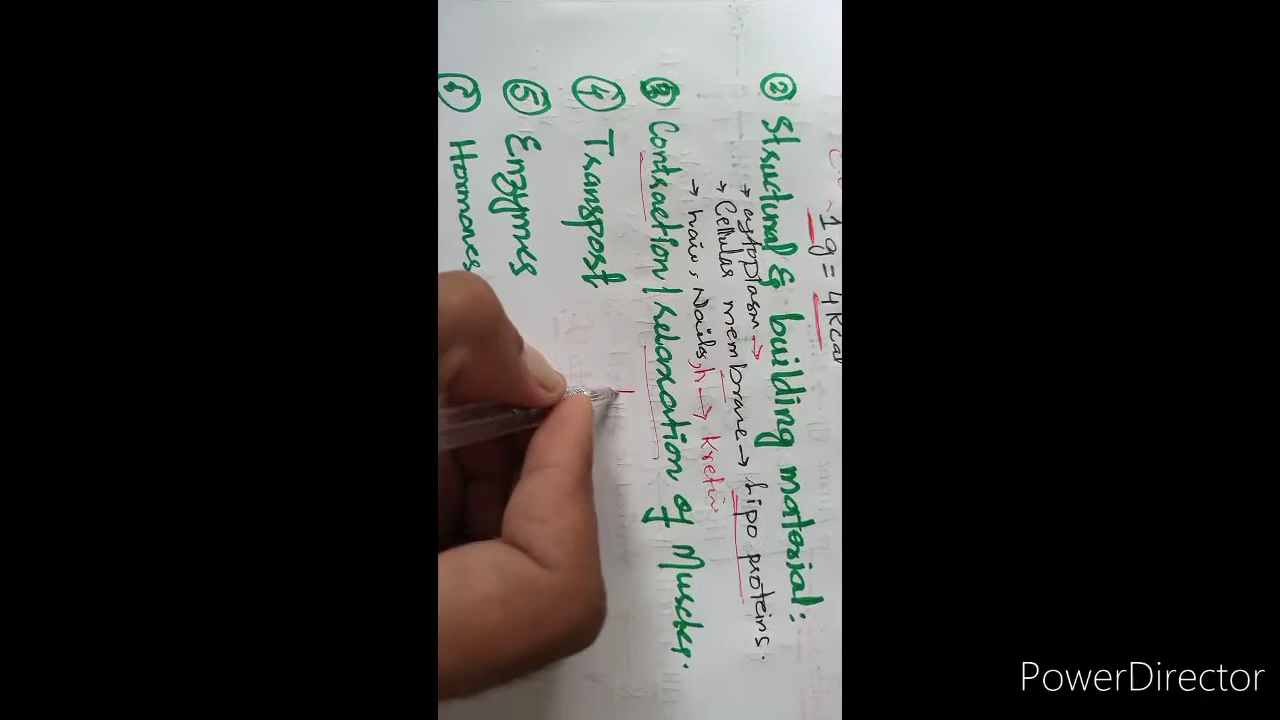 1g = 4Kcal
② Structural & building material:
→ cytoplasm →
→ Cellular membrane → lipo proteins.
→ hair, Nails, h → Kretin
③ Contraction / relaxation of Muscles.
④ Transport
⑤ Enzymes
Hormones
PowerDirector